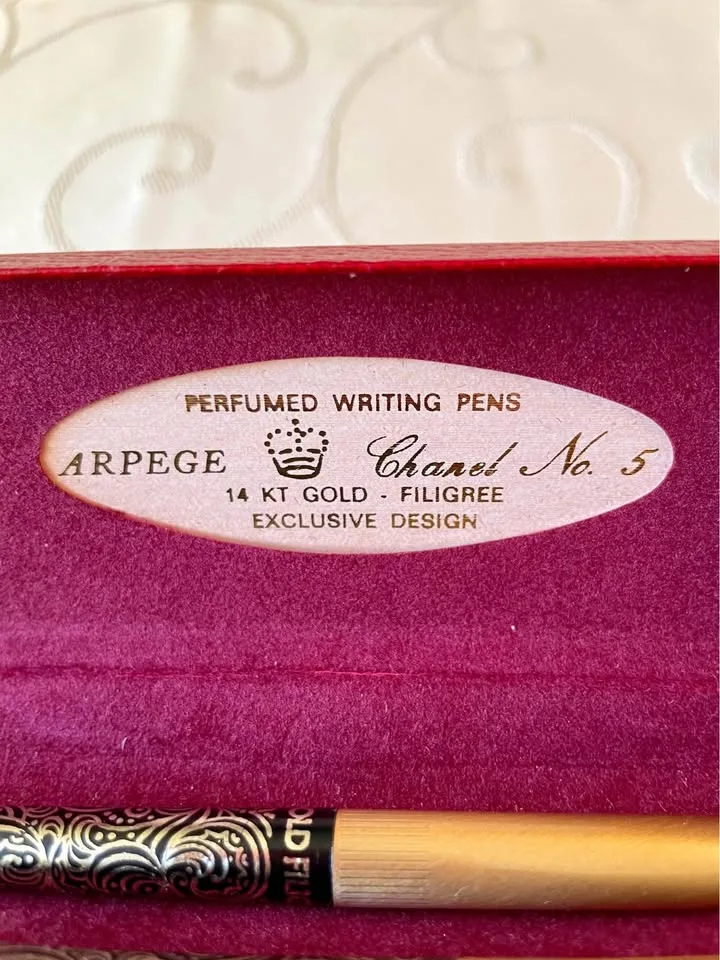 PERFUMED WRITING PENS
ARPEGE Chanel No. 5
14 KT GOLD - FILIGREE
EXCLUSIVE DESIGN